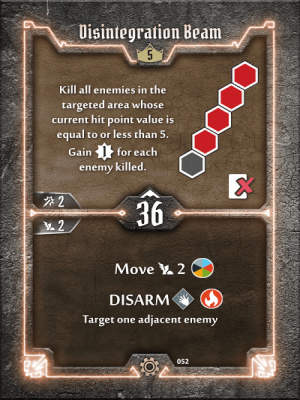 Disintegration Beam
5
Kill all enemies in the
targeted area whose
current hit point value is
equal to or less than 5.
Gain 1 for each
enemy killed.
2
36
2
Move 2
DISARM
Target one adjacent enemy
052